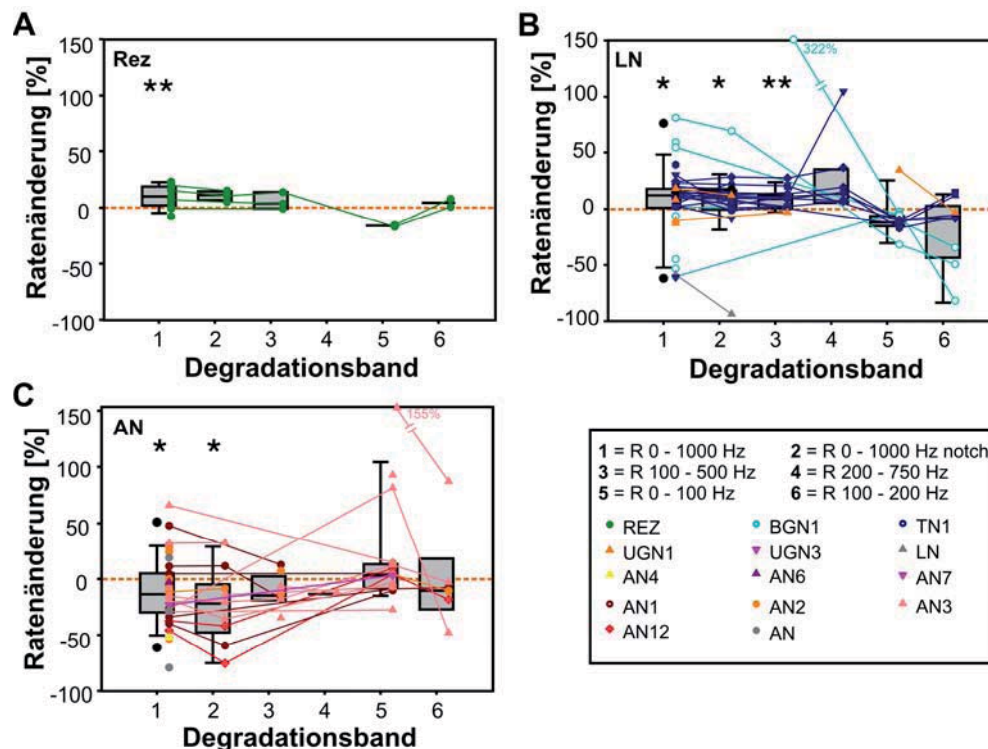 A
Rez
Ratenänderung [%]
150
100
50
0
-50
-100
**
1 2 3 4 5 6
Degradationsband
B
LN
Ratenänderung [%]
150
100
50
0
-50
-100
322%
* * **
1 2 3 4 5 6
Degradationsband
C
AN
Ratenänderung [%]
150
100
50
0
-50
-100
155%
* *
1 2 3 4 5 6
Degradationsband
1 = R 0 - 1000 Hz 2 = R 0 - 1000 Hz notch
3 = R 100 - 500 Hz 4 = R 200 - 750 Hz
5 = R 0 - 100 Hz 6 = R 100 - 200 Hz
REZ BGN1 TN1
UGN1 UGN3 LN
AN4 AN6 AN7
AN1 AN2 AN3
AN12 AN